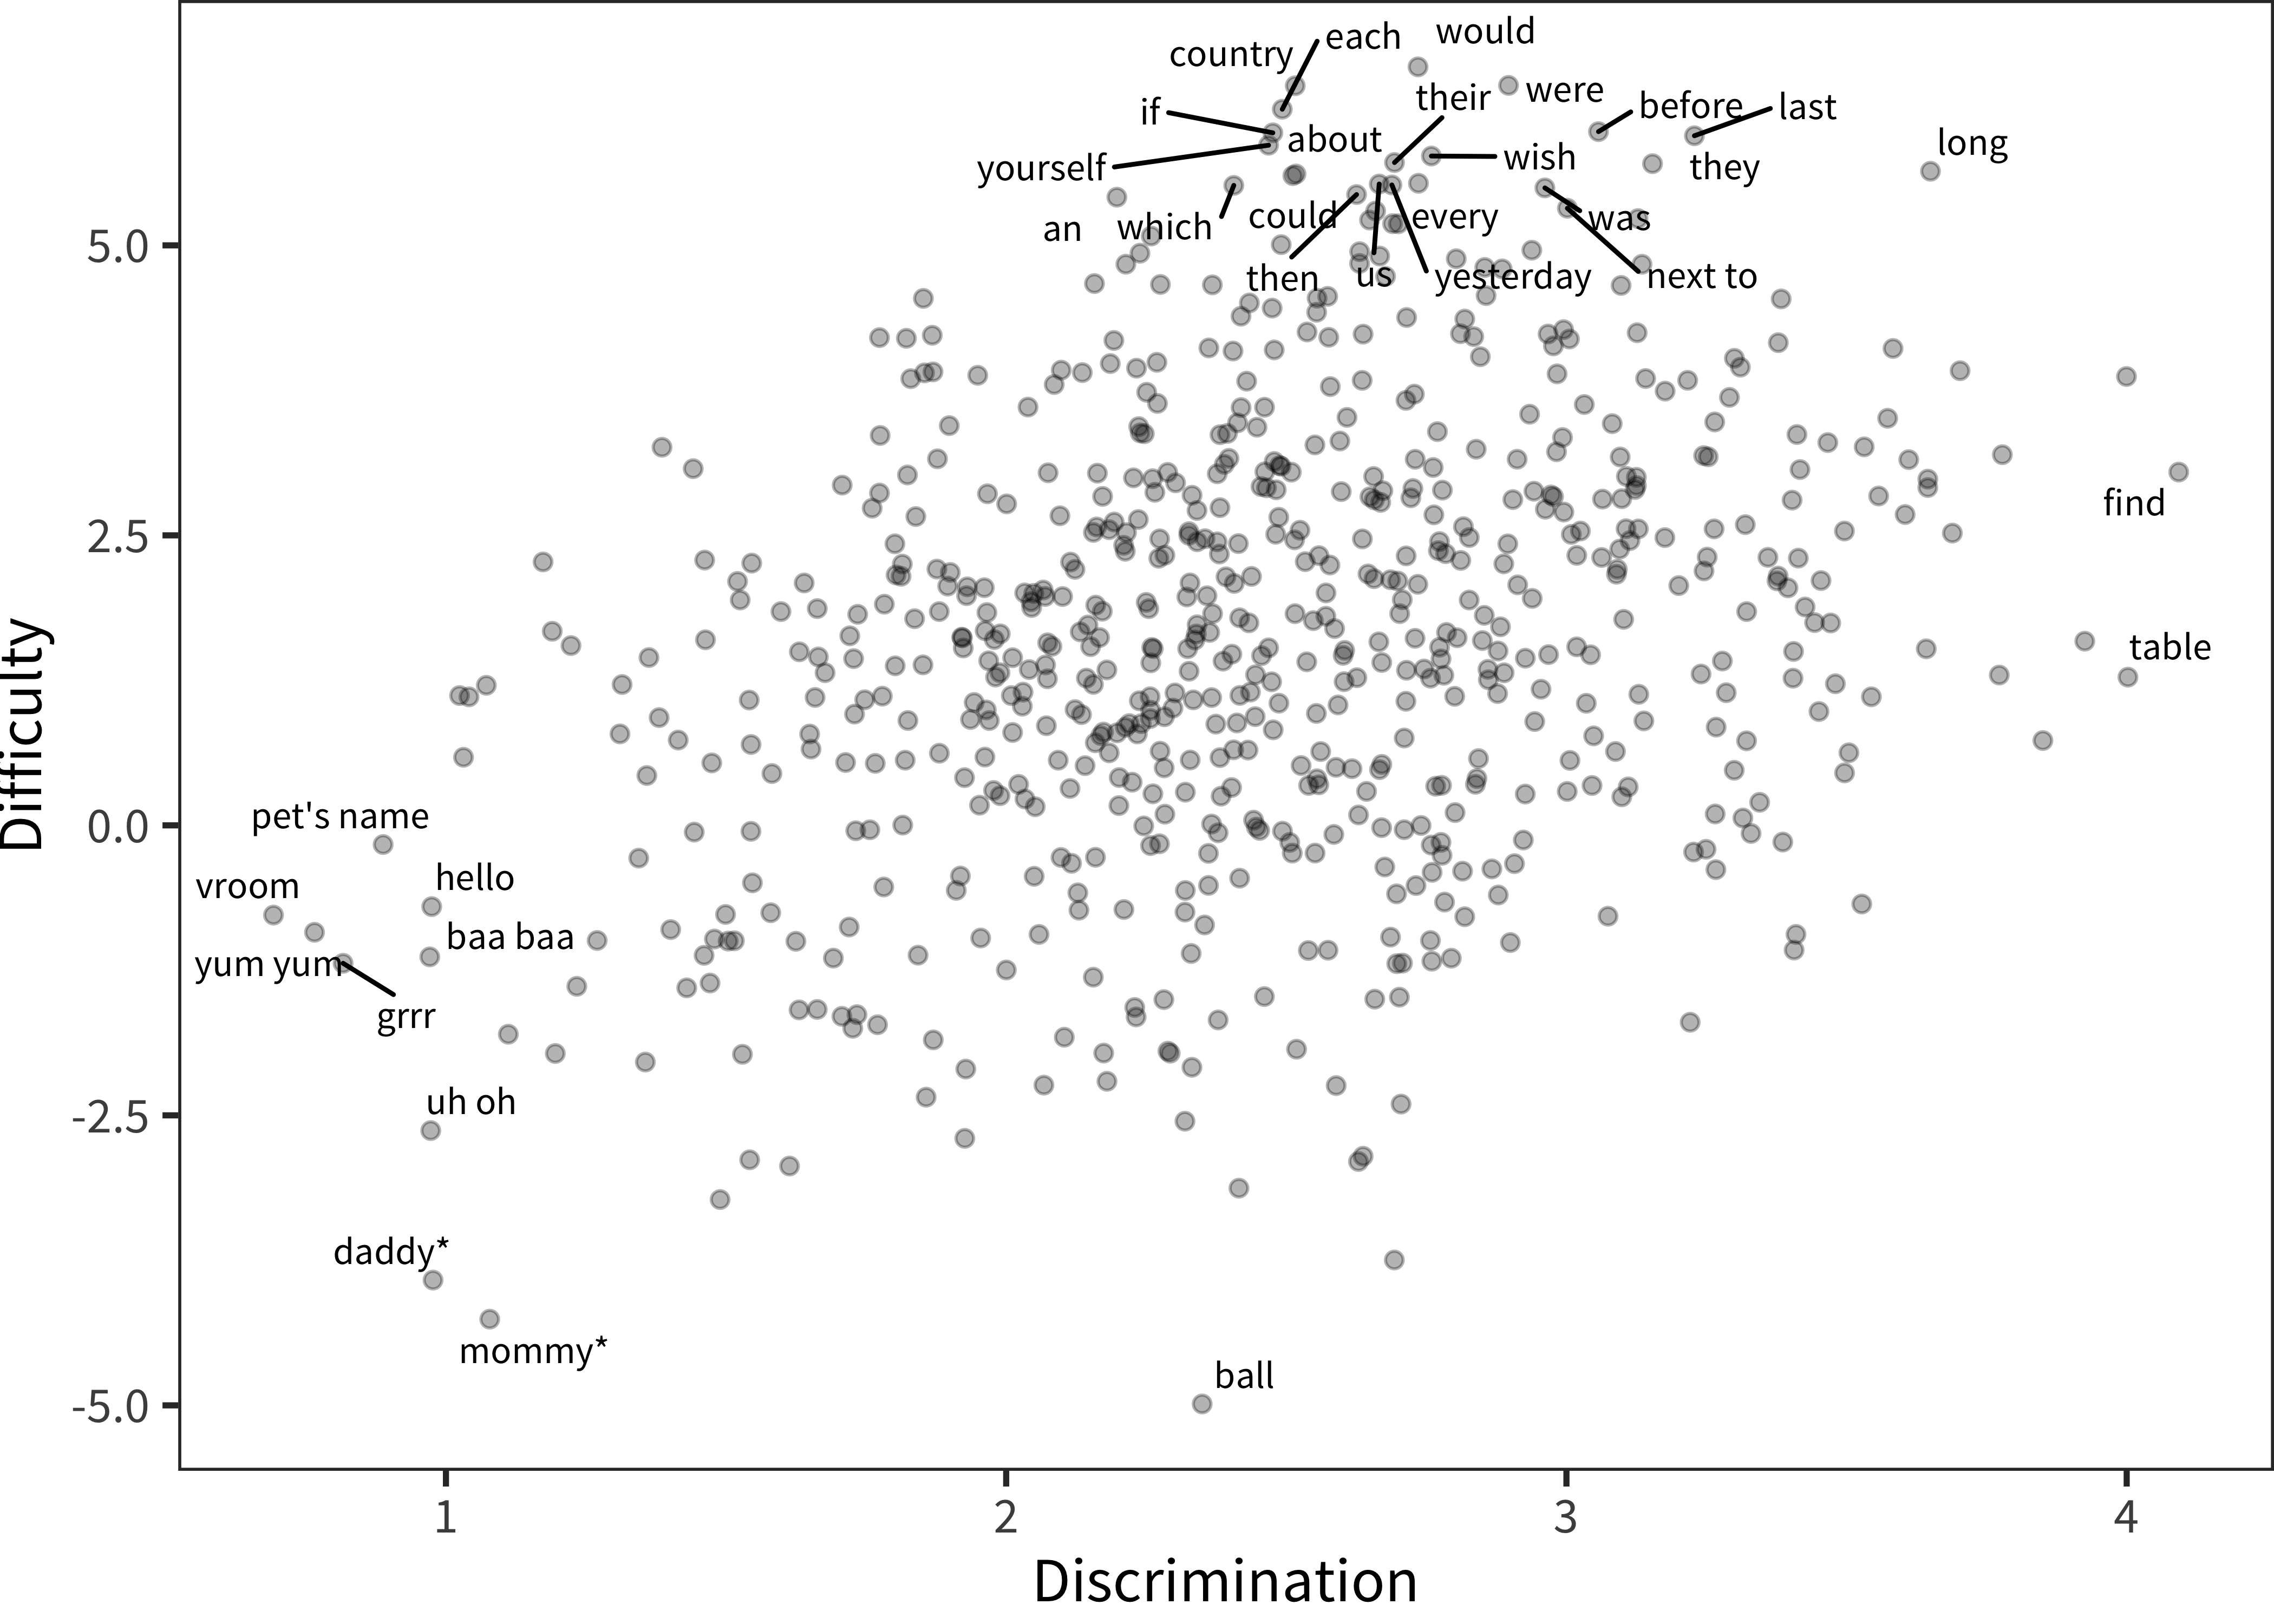 would
each
country
were
their
before
last
if
about
long
wish
yourself
they
could
every
was
an
which
then
us
yesterday
next to
5.0
2.5
find
table
Difficulty
0.0
pet's name
hello
vroom
baa baa
yum yum
grrr
uh oh
-2.5
daddy*
mommy*
ball
-5.0
1
2
3
4
Discrimination